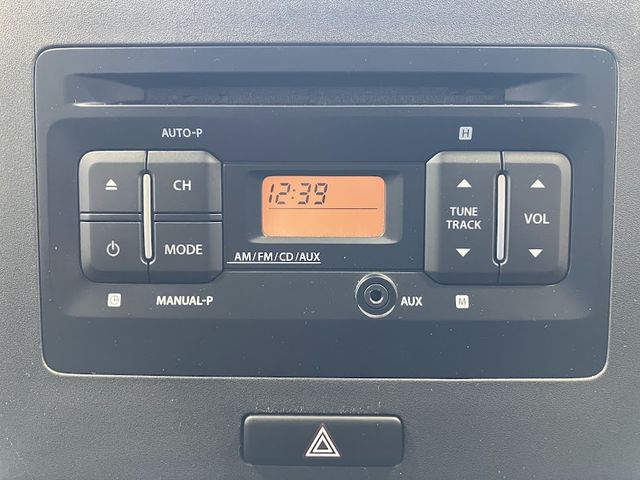 AUTO-P
H
CH
12:39
TUNE
TRACK
VOL
MODE
AM/FM/CD/AUX
MANUAL-P
AUX
M